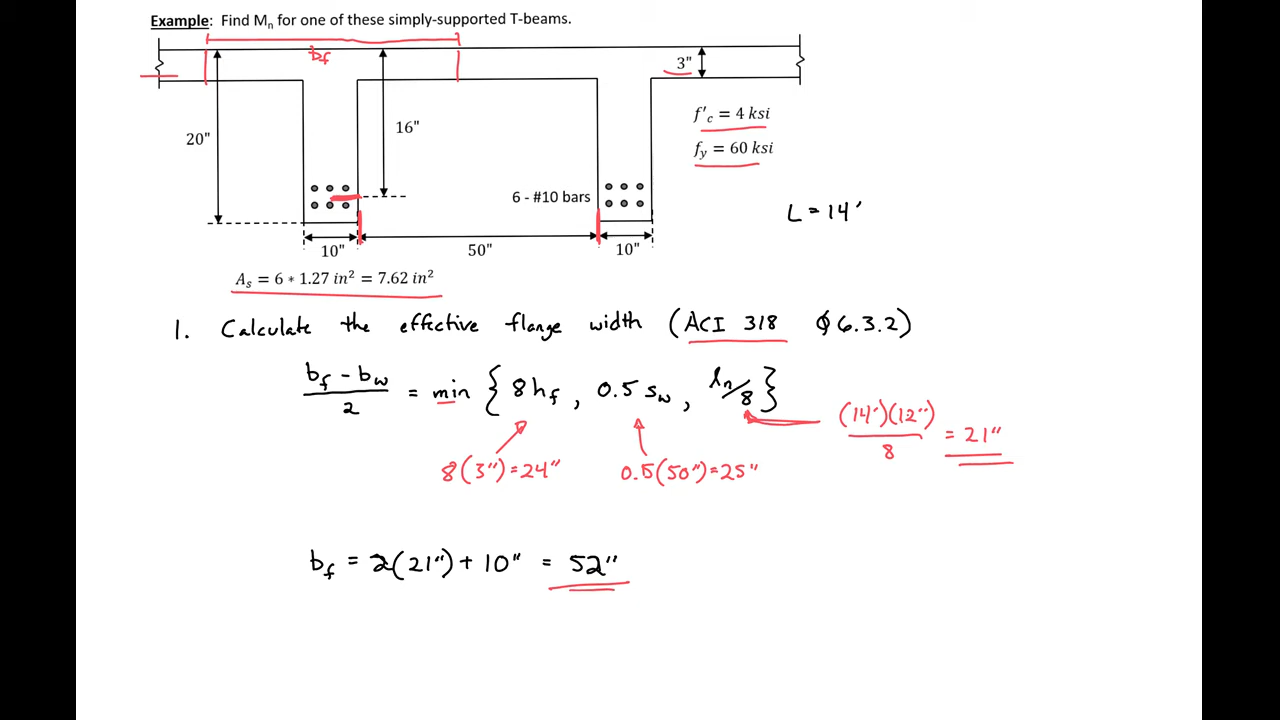 Example: Find Mn for one of these simply-supported T-beams.
bf
3"
20"
16"
f'c = 4 ksi
fy = 60 ksi
6 - #10 bars
L = 14'
10"
50"
10"
As = 6 * 1.27 in² = 7.62 in²
1. Calculate the effective flange width (ACI 318 § 6.3.2)
(bf - bw)/2 = min { 8hf , 0.5 sw , ln/8 }
(14')(12")/8 = 21"
8(3") = 24"
0.5(50") = 25"
bf = 2(21") + 10" = 52"